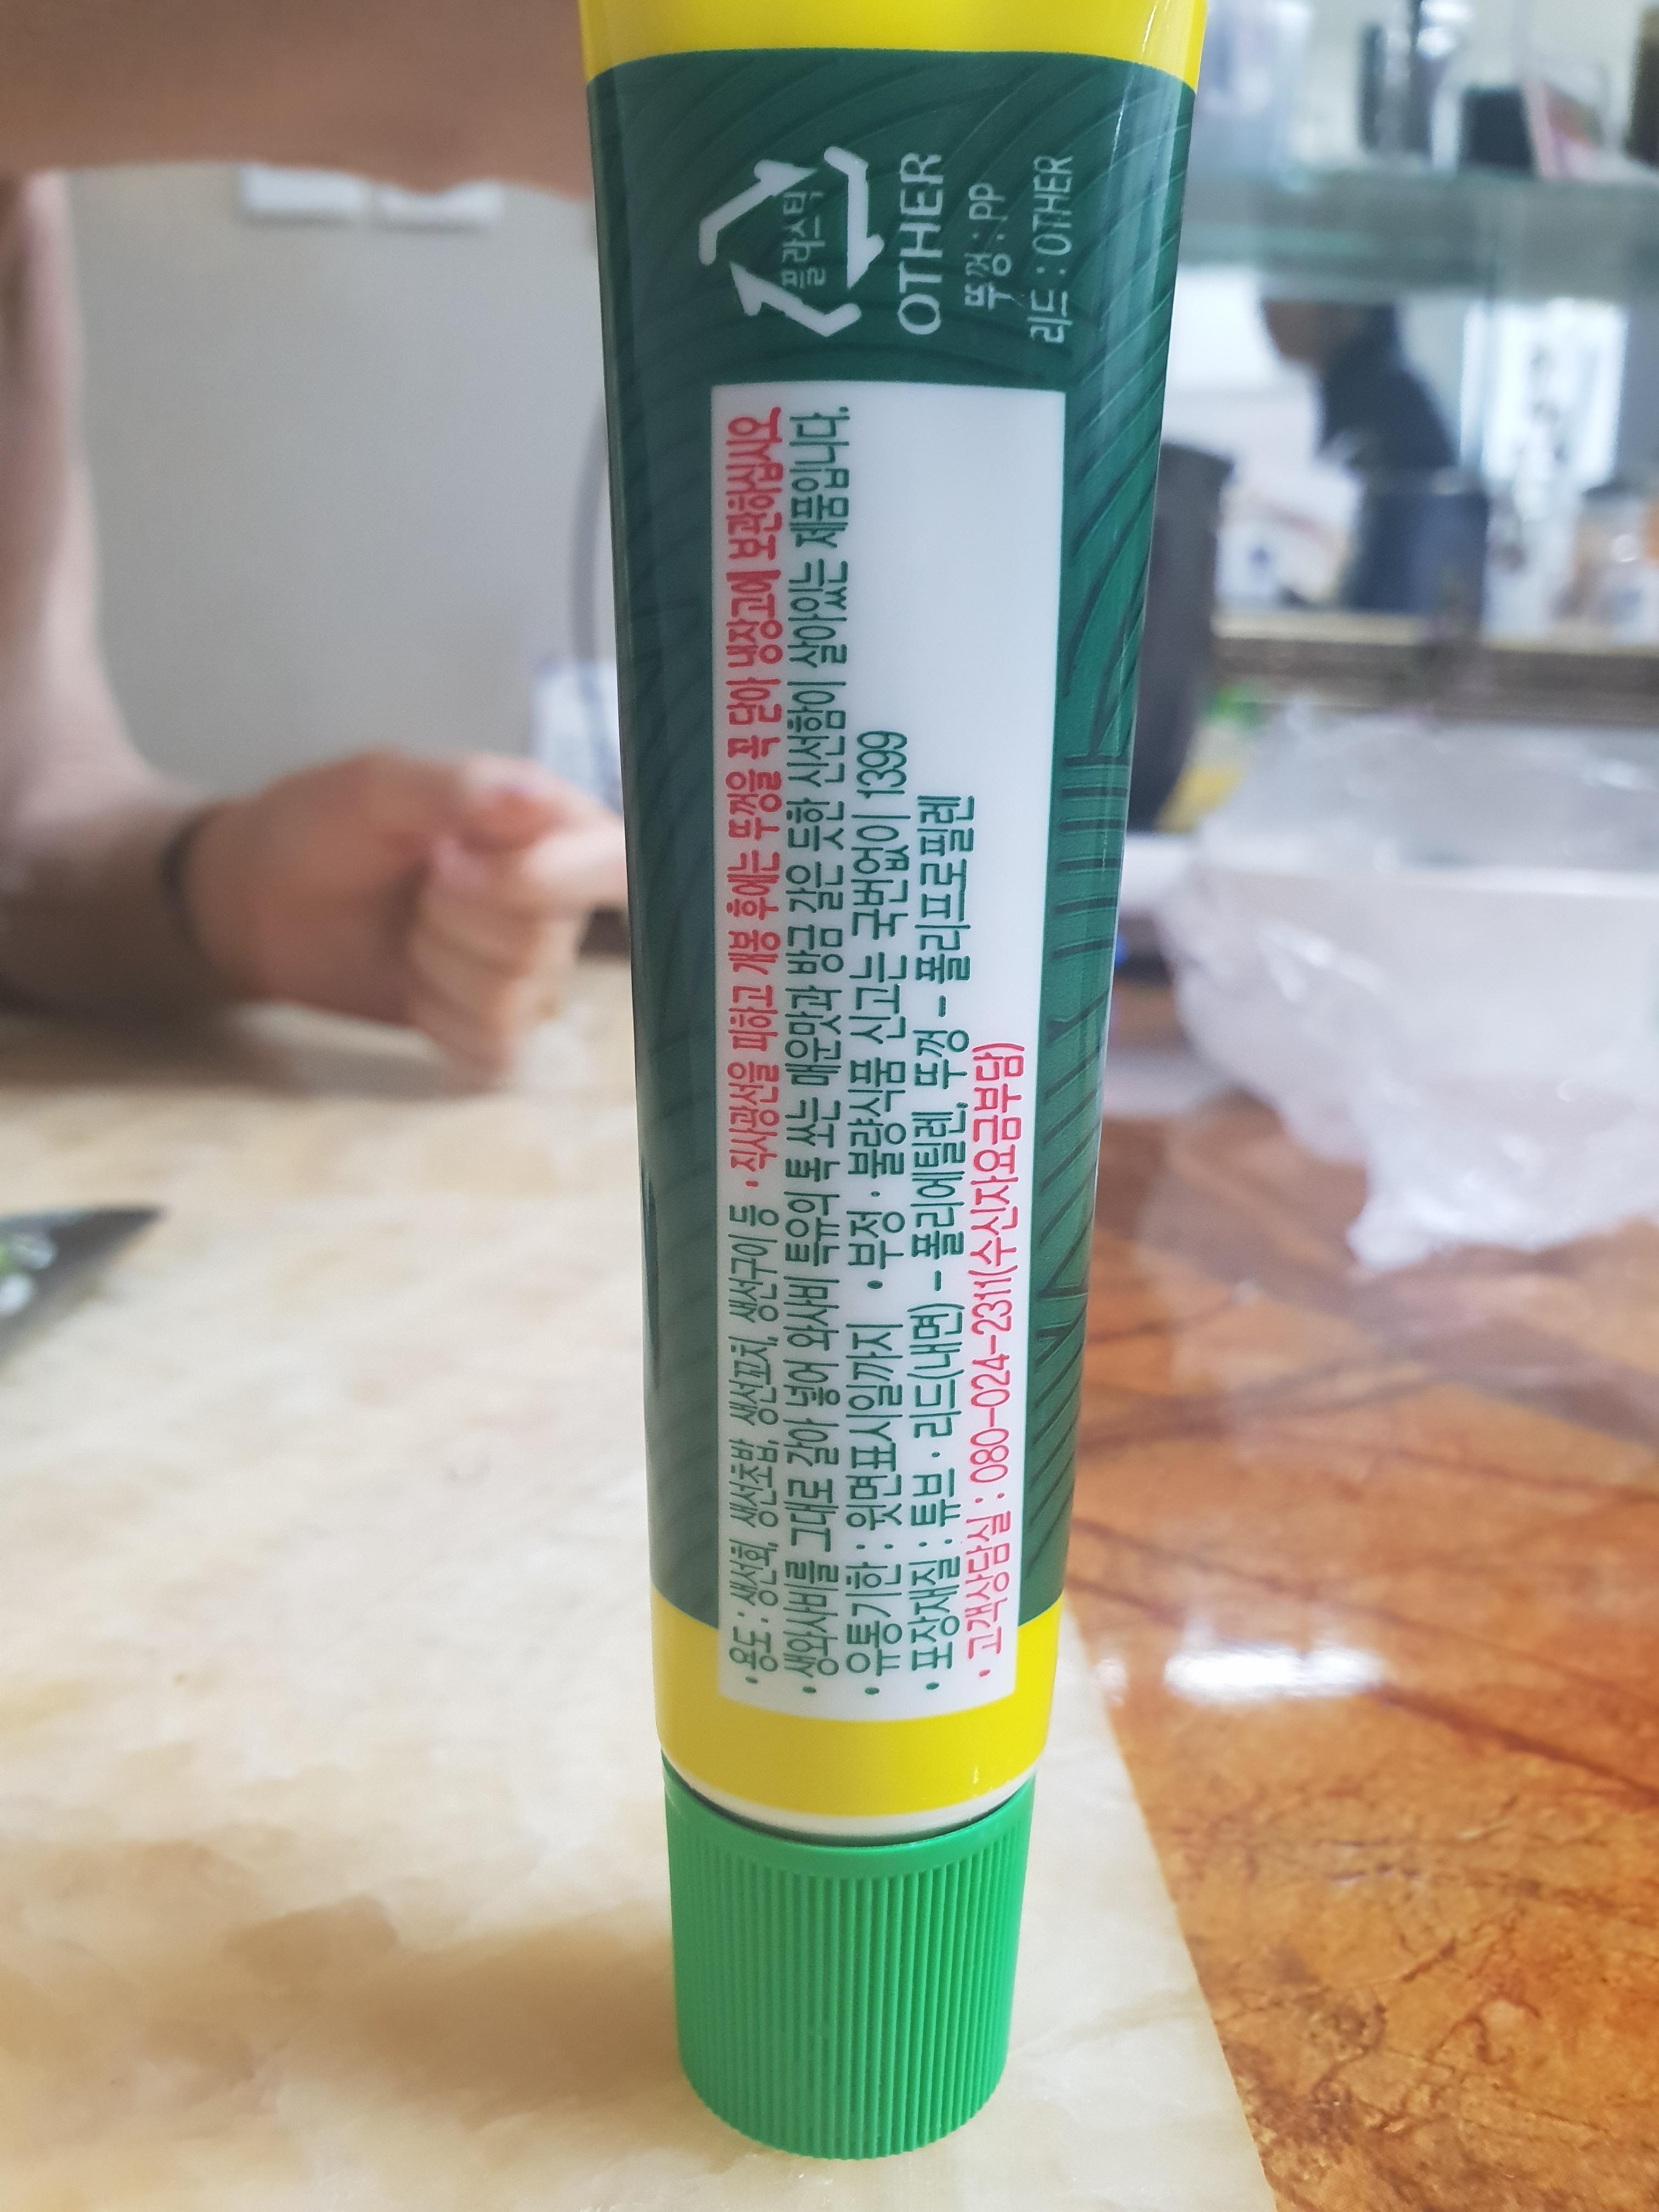 · 용도 : 생선회, 생선초밥, 생선꼬치, 생선구이 등 · 직사광선을 피하고 개봉 후에는 뚜껑을 꼭 닫아 냉장고에 보관하십시오
· 생와사비를 그대로 갈아 넣어 와사비 특유의 톡 쏘는 매운맛과 방금 갈은 듯한 신선함이 살아있는 제품입니다.
· 유통기한 : 윗면표시일까지 · 부정 · 불량식품 신고는 국번없이 1399
· 포장재질 : 튜브 · 리드(내면) - 폴리에틸렌, 뚜껑 - 폴리프로필렌
· 고객상담실 : 080-024-2311(수신자요금부담)
플라스틱
OTHER
뚜껑 : PP
리드 : OTHER